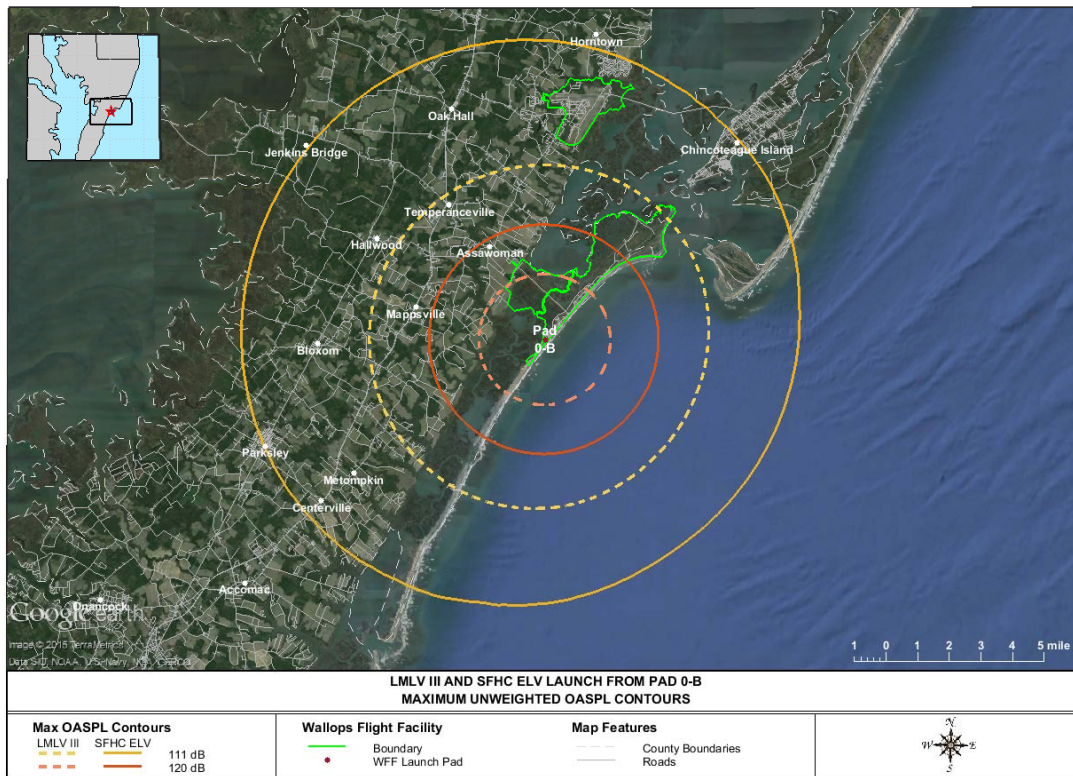 Horntown
Oak Hall
Jenkins Bridge
Chincoteague Island
Temperanceville
Hallwood
Assawoman
Mappsville
Pad
0-B
Bloxom
Parksley
Metompkin
Centerville
Accomac
Onancock
Google earth
Image © 2015 TerraMetrics
Data SIO, NOAA, U.S. Navy,
1 0 1 2 3 4 5 mile
LMLV III AND SFHC ELV LAUNCH FROM PAD 0-B
MAXIMUM UNWEIGHTED OASPL CONTOURS
Max OASPL Contours
LMLV III SFHC ELV
111 dB
120 dB
Wallops Flight Facility
Boundary
WFF Launch Pad
Map Features
County Boundaries
Roads
N
W E
S